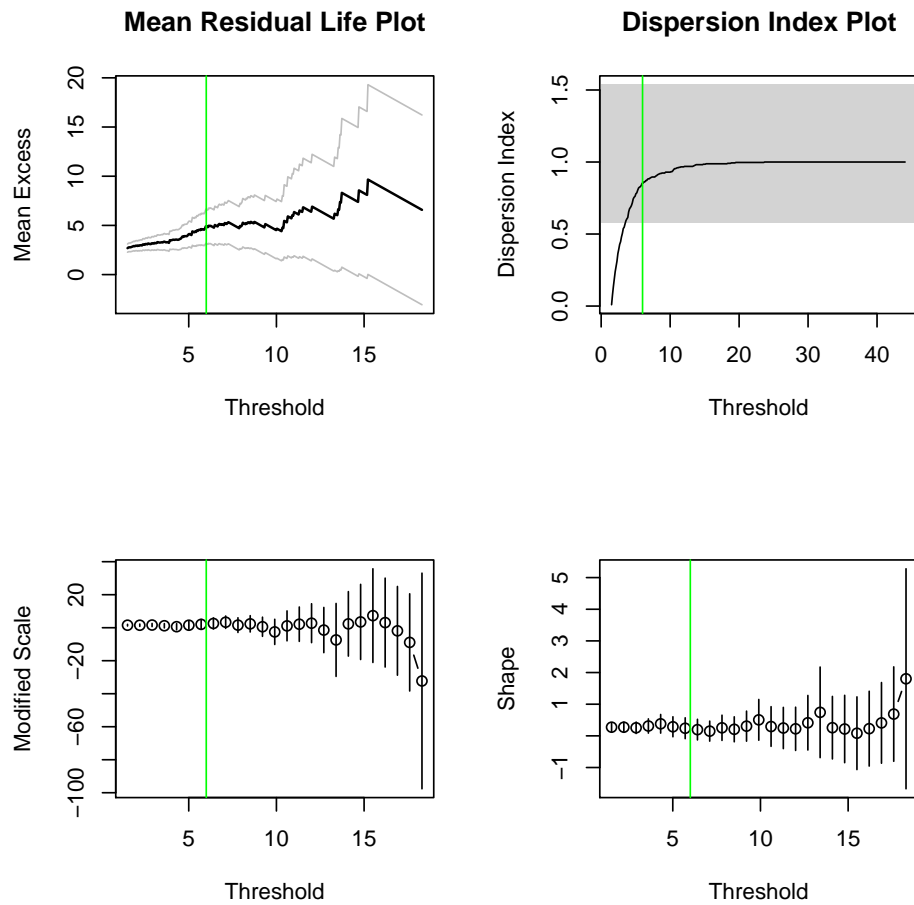 Mean Residual Life Plot
Mean Excess
20
15
10
5
0
5 10 15
Threshold
Dispersion Index Plot
Dispersion Index
1.5
1.0
0.5
0.0
0 10 20 30 40
Threshold
Modified Scale
20
−20
−60
−100
5 10 15
Threshold
Shape
5
4
3
2
1
−1
5 10 15
Threshold